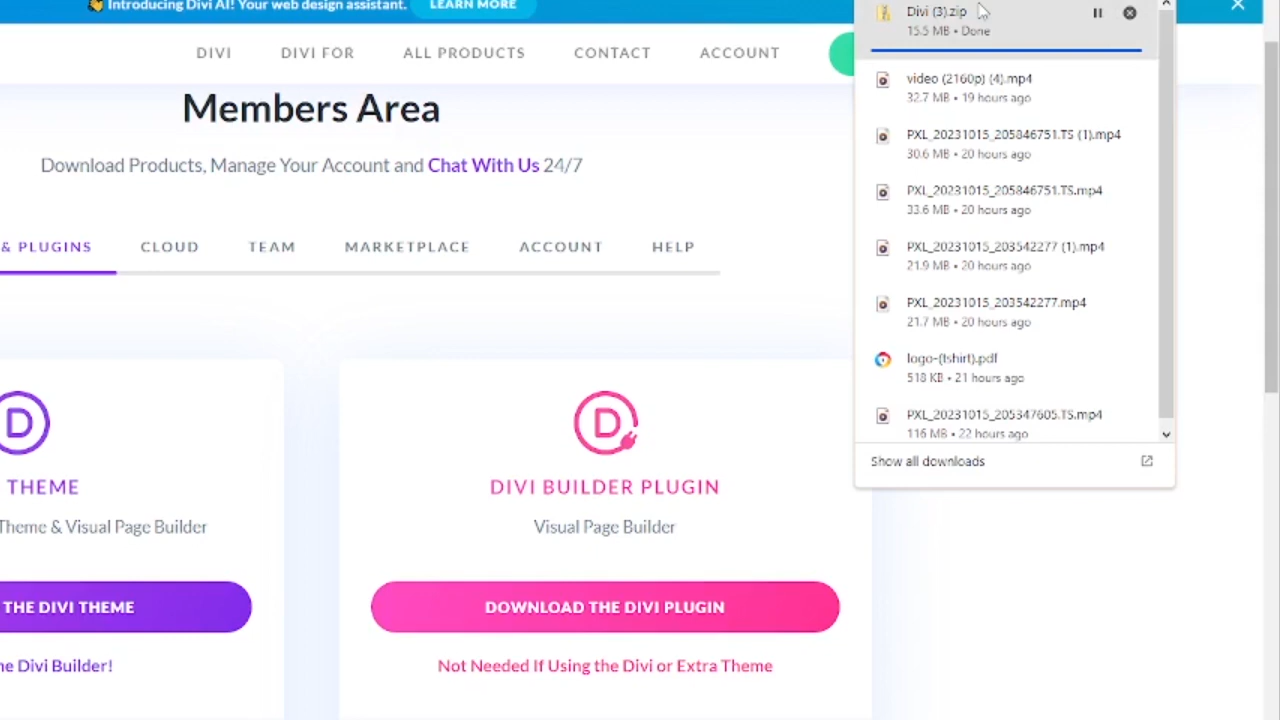 Introducing Divi AI! Your web design assistant.
LEARN MORE
DIVI
DIVI FOR
ALL PRODUCTS
CONTACT
ACCOUNT
Members Area
Download Products, Manage Your Account and Chat With Us 24/7
& PLUGINS
CLOUD
TEAM
MARKETPLACE
ACCOUNT
HELP
D
THEME
Theme & Visual Page Builder
THE DIVI THEME
he Divi Builder!
D
DIVI BUILDER PLUGIN
Visual Page Builder
DOWNLOAD THE DIVI PLUGIN
Not Needed If Using the Divi or Extra Theme
Divi (3).zip
15.5 MB • Done
video (2160p) (4).mp4
32.7 MB • 19 hours ago
PXL_20231015_205846751.TS (1).mp4
30.6 MB • 20 hours ago
PXL_20231015_205846751.TS.mp4
33.6 MB • 20 hours ago
PXL_20231015_203542277 (1).mp4
21.9 MB • 20 hours ago
PXL_20231015_203542277.mp4
21.7 MB • 20 hours ago
logo-(tshirt).pdf
518 KB • 21 hours ago
PXL_20231015_205347605.TS.mp4
116 MB • 22 hours ago
Show all downloads